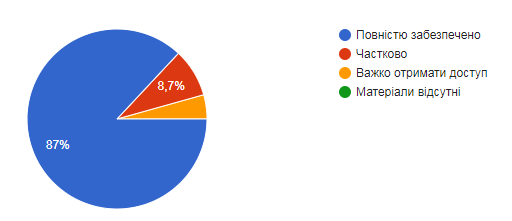 Повністю забезпечено
Частково
Важко отримати доступ
Матеріали відсутні
8,7%
87%